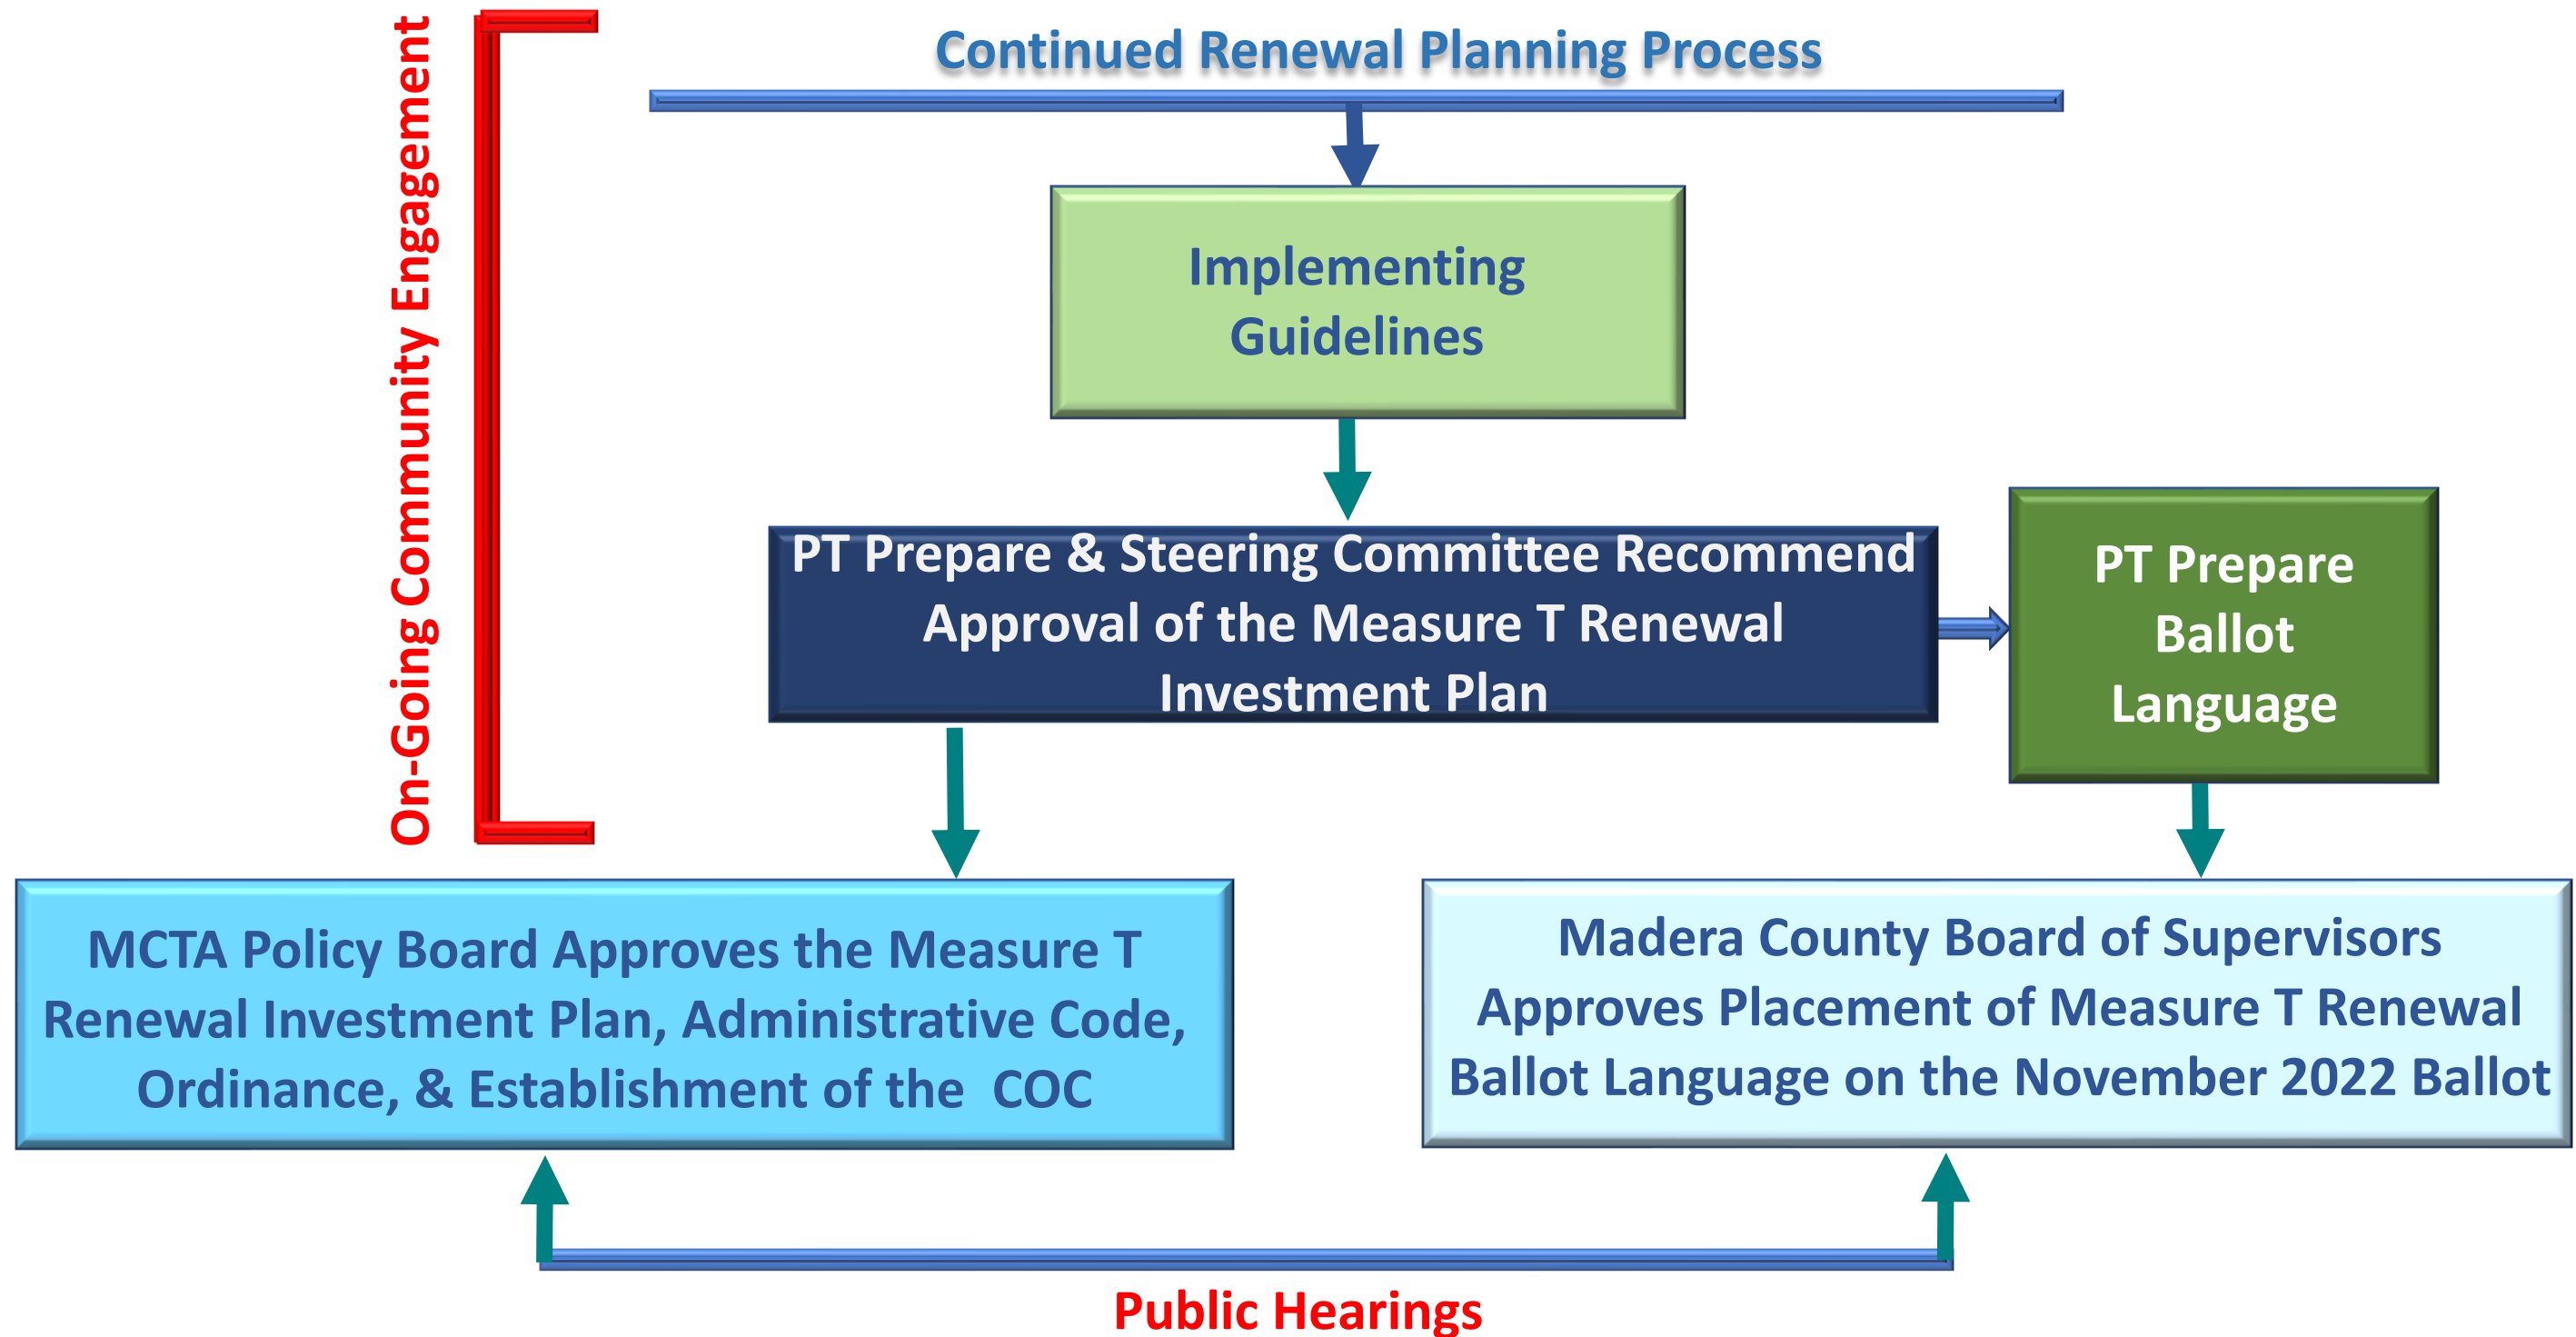 On-Going Community Engagement
Continued Renewal Planning Process
Implementing
Guidelines
PT Prepare & Steering Committee Recommend
Approval of the Measure T Renewal
Investment Plan
PT Prepare
Ballot
Language
MCTA Policy Board Approves the Measure T
Renewal Investment Plan, Administrative Code,
Ordinance, & Establishment of the COC
Madera County Board of Supervisors
Approves Placement of Measure T Renewal
Ballot Language on the November 2022 Ballot
Public Hearings